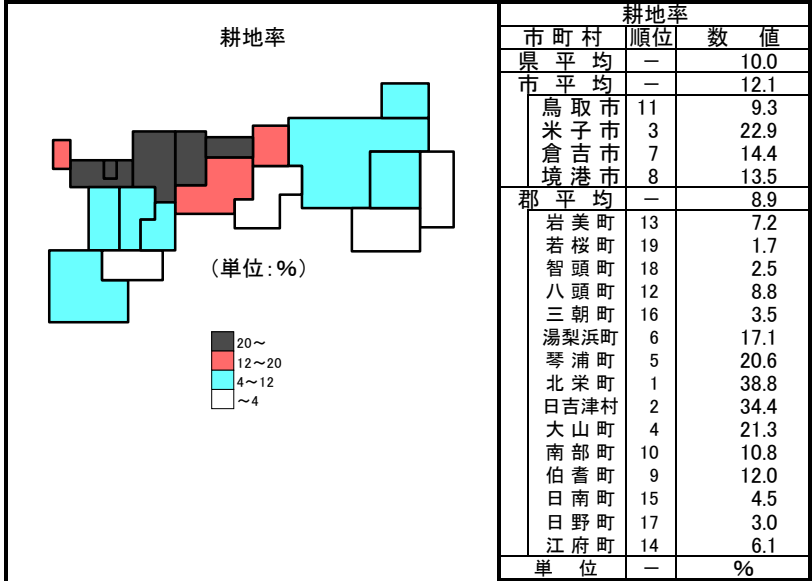 耕地率
(単位:%)
20～
12～20
4～12
～4
耕地率
市町村 順位 数 値
県 平 均 － 10.0
市 平 均 － 12.1
鳥取市 11 9.3
米子市 3 22.9
倉吉市 7 14.4
境港市 8 13.5
郡 平 均 － 8.9
岩美町 13 7.2
若桜町 19 1.7
智頭町 18 2.5
八頭町 12 8.8
三朝町 16 3.5
湯梨浜町 6 17.1
琴浦町 5 20.6
北栄町 1 38.8
日吉津村 2 34.4
大山町 4 21.3
南部町 10 10.8
伯耆町 9 12.0
日南町 15 4.5
日野町 17 3.0
江府町 14 6.1
単 位 － %